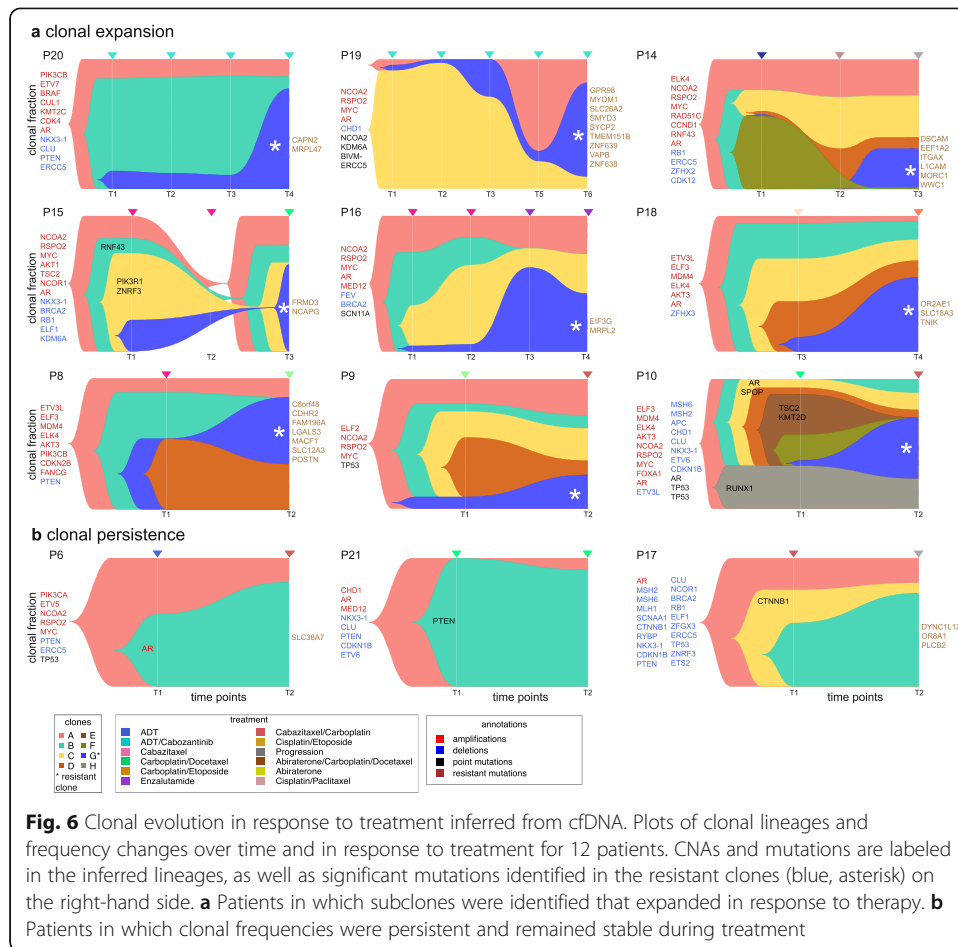 a clonal expansion
P20
clonal fraction
PIK3CB
ETV7
BRAF
CUL1
KMT2C
CDK4
AR
NKX3-1
CLU
PTEN
ERCC5
*
CAPN2
MRPL47
T1
T2
T3
T4
P19
NCOA2
RSPO2
MYC
AR
CHD1
NCOA2
KDM6A
BIVM-
ERCC5
*
GPR98
MYOM1
SLC26A2
SMYD3
SYCP2
TMEM151B
ZNF639
VAPB
ZNF638
T1
T2
T3
T5
T6
P14
ELK4
NCOA2
RSPO2
MYC
RAD51C
CCND1
RNF43
AR
RB1
ERCC5
ZFHX2
CDK12
*
DSCAM
EEF1A2
ITGAX
L1CAM
MORC1
WWC1
T1
T2
T3
P15
clonal fraction
NCOA2
RSPO2
MYC
AKT1
TSC2
NCOR1
AR
NKX3-1
BRCA2
RB1
ELF1
KDM6A
RNF43
PIK3R1
ZNRF3
*
FRMD3
NCAPG
T1
T2
T3
P16
NCOA2
RSPO2
MYC
AR
MED12
FEV
BRCA2
SCN11A
*
EIF3G
MRPL2
T1
T2
T3
T4
P18
ETV3L
ELF3
MDM4
ELK4
AKT3
AR
ZFHX3
*
OR2AE1
SLC18A3
TNIK
T3
T4
P8
ETV3L
ELF3
MDM4
ELK4
AKT3
PIK3CB
CDKN2B
FANCG
PTEN
*
C8orf48
CDHR2
FAM196A
LGALS3
MACF1
SLC12A3
POSTN
T1
T2
P9
ELF2
NCOA2
RSPO2
MYC
TP53
*
T1
T2
P10
ELF3
MDM4
ELK4
AKT3
NCOA2
RSPO2
MYC
FOXA1
AR
ETV3L
MSH6
MSH2
APC
CHD1
CLU
NKX3-1
ETV6
CDKN1B
AR
TP53
TP53
AR
SPOP
TSC2
KMT2D
RUNX1
*
T1
T2
b clonal persistence
P6
clonal fraction
PIK3CA
ETV5
NCOA2
RSPO2
MYC
PTEN
ERCC5
TP53
AR
SLC38A7
T1
T2
time points
P21
CHD1
AR
MED12
NKX3-1
CLU
PTEN
CDKN1B
ETV6
PTEN
T1
T2
time points
P17
AR
MSH2
MSH6
MLH1
SCNAA1
CTNNB1
RYBP
NKX3-1
CDKN1B
PTEN
CLU
NCOR1
BRCA2
RB1
ELF1
ZFGX3
ERCC5
TP53
ZNRF3
ETS2
CTNNB1
DYNC1L12
OR8A1
PLCB2
T1
T2
time points
clones
A E
B F
C G*
D H
* resistant
clone
treatment
ADT
ADT/Cabozantinib
Cabazitaxel
Carboplatin/Docetaxel
Carboplatin/Etoposide
Enzalutamide
Cabazitaxel/Carboplatin
Cisplatin/Etoposide
Progression
Abiraterone/Carboplatin/Docetaxel
Abiraterone
Cisplatin/Paclitaxel
annotations
amplifications
deletions
point mutations
resistant mutations
Fig. 6 Clonal evolution in response to treatment inferred from cfDNA. Plots of clonal lineages and
frequency changes over time and in response to treatment for 12 patients. CNAs and mutations are labeled
in the inferred lineages, as well as significant mutations identified in the resistant clones (blue, asterisk) on
the right-hand side. a Patients in which subclones were identified that expanded in response to therapy. b
Patients in which clonal frequencies were persistent and remained stable during treatment